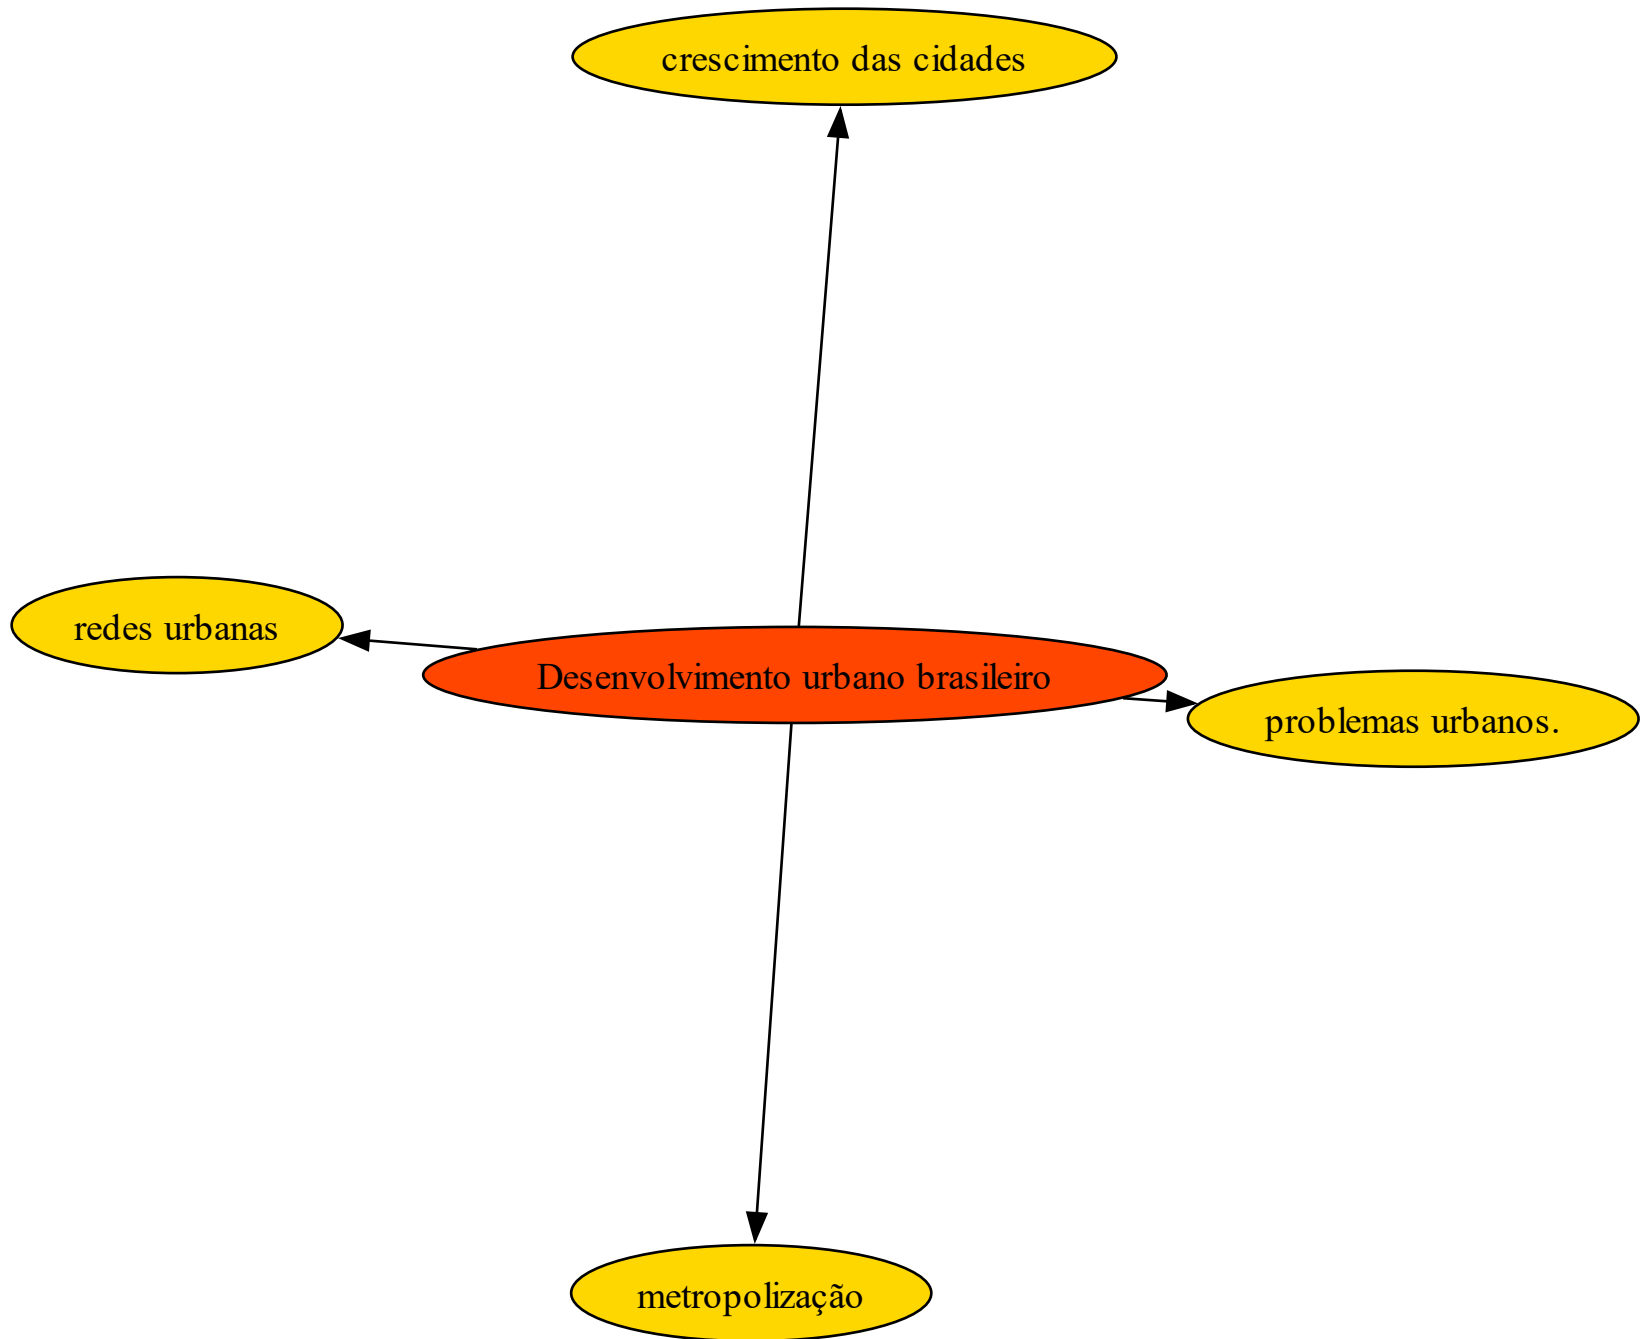 crescimento das cidades
redes urbanas
Desenvolvimento urbano brasileiro
problemas urbanos.
metropolização